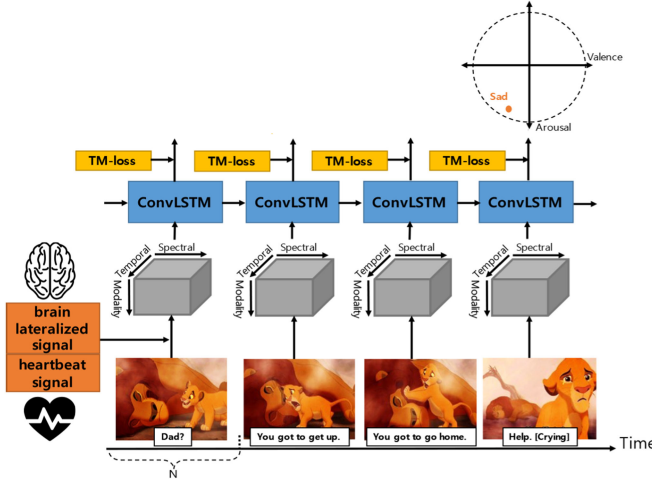 Valence
Sad
Arousal
TM-loss
TM-loss
TM-loss
TM-loss
ConvLSTM
ConvLSTM
ConvLSTM
ConvLSTM
Temporal
Spectral
Modality
Temporal
Spectral
Modality
Temporal
Spectral
Modality
Temporal
Spectral
Modality
brain
lateralized
signal
heartbeat
signal
Dad?
You got to get up.
You got to go home.
Help. [Crying]
Time
N